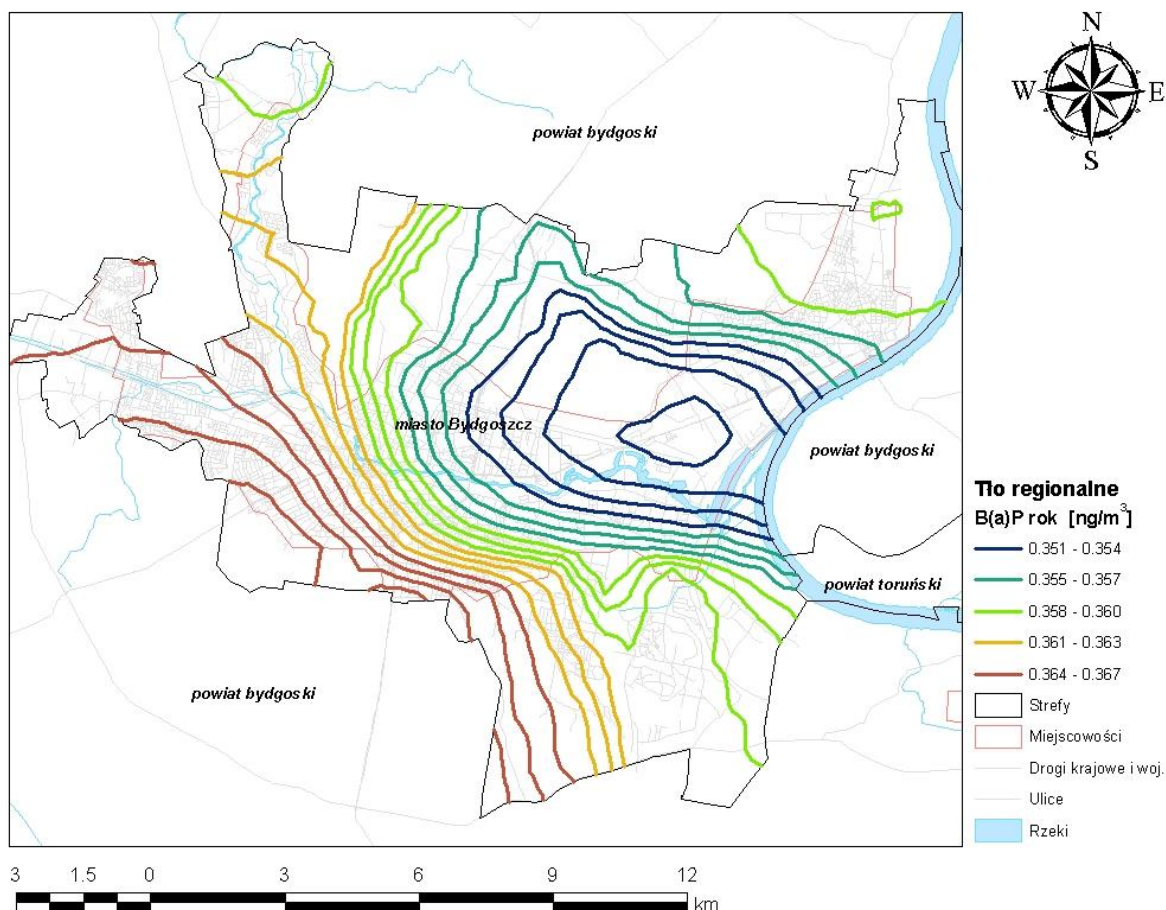 N
W E
S
powiat bydgoski
miasto Bydgoszcz
powiat bydgoski
powiat toruński
powiat bydgoski
Tło regionalne
B(a)P rok [ng/m³]
0.351 - 0.354
0.355 - 0.357
0.358 - 0.360
0.361 - 0.363
0.364 - 0.367
Strefy
Miejscowości
Drogi krajowe i woj.
Ulice
Rzeki
3 1.5 0 3 6 9 12
km